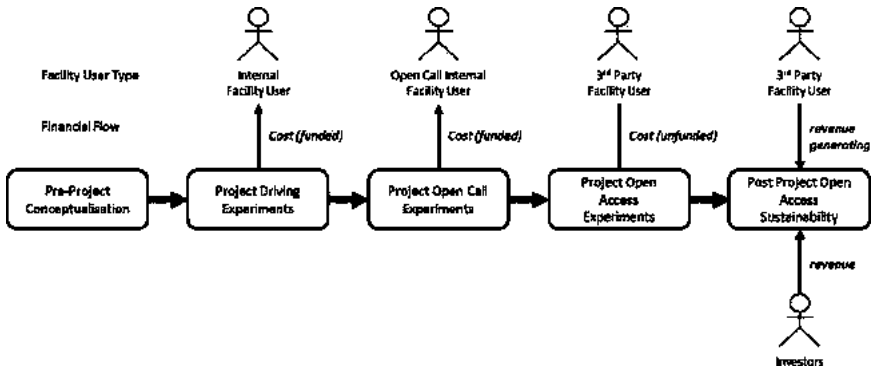 Facility User Type
Internal
Facility User
Open Call Internal
Facility User
3rd Party
Facility User
3rd Party
Facility User
Financial Flow
Cost (funded)
Cost (funded)
Cost (unfunded)
revenue
generating
Pre-Project
Conceptualisation
Project Driving
Experiments
Project Open Call
Experiments
Project Open
Access
Experiments
Post Project Open
Access
Sustainability
revenue
Investors